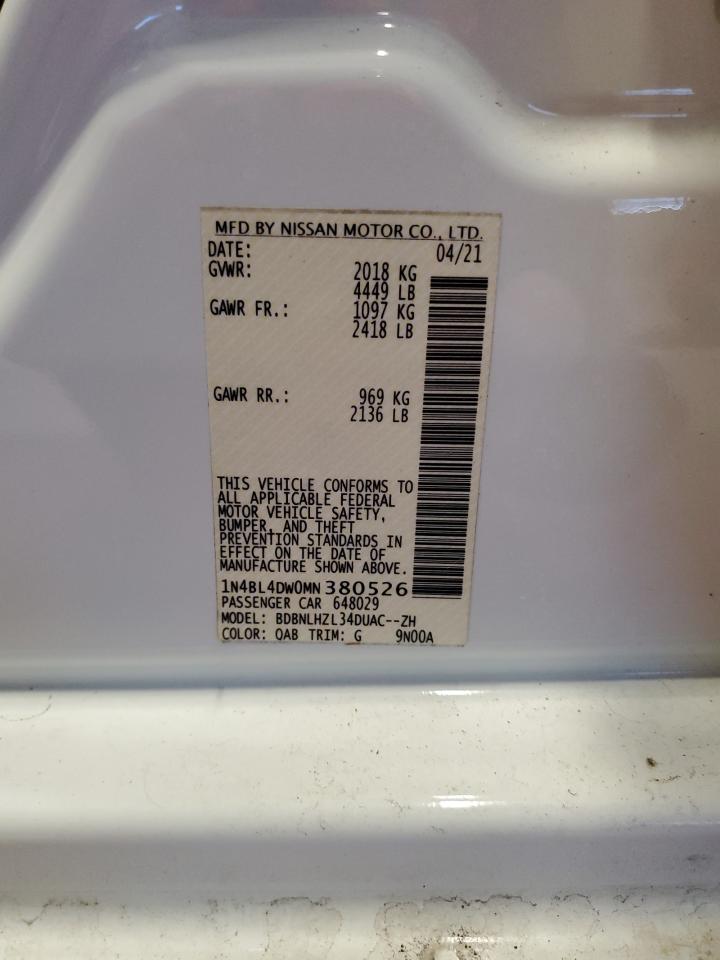 MFD BY NISSAN MOTOR CO., LTD.
DATE: 04/21
GVWR: 2018 KG
4449 LB
GAWR FR.: 1097 KG
2418 LB
GAWR RR.: 969 KG
2136 LB
THIS VEHICLE CONFORMS TO
ALL APPLICABLE FEDERAL
MOTOR VEHICLE SAFETY,
BUMPER, AND THEFT
PREVENTION STANDARDS IN
EFFECT ON THE DATE OF
MANUFACTURE SHOWN ABOVE.
1N4BL4DW0MN380526
PASSENGER CAR 648029
MODEL: BDBNLHZL34DUAC--ZH
COLOR: QAB TRIM: G 9N00A